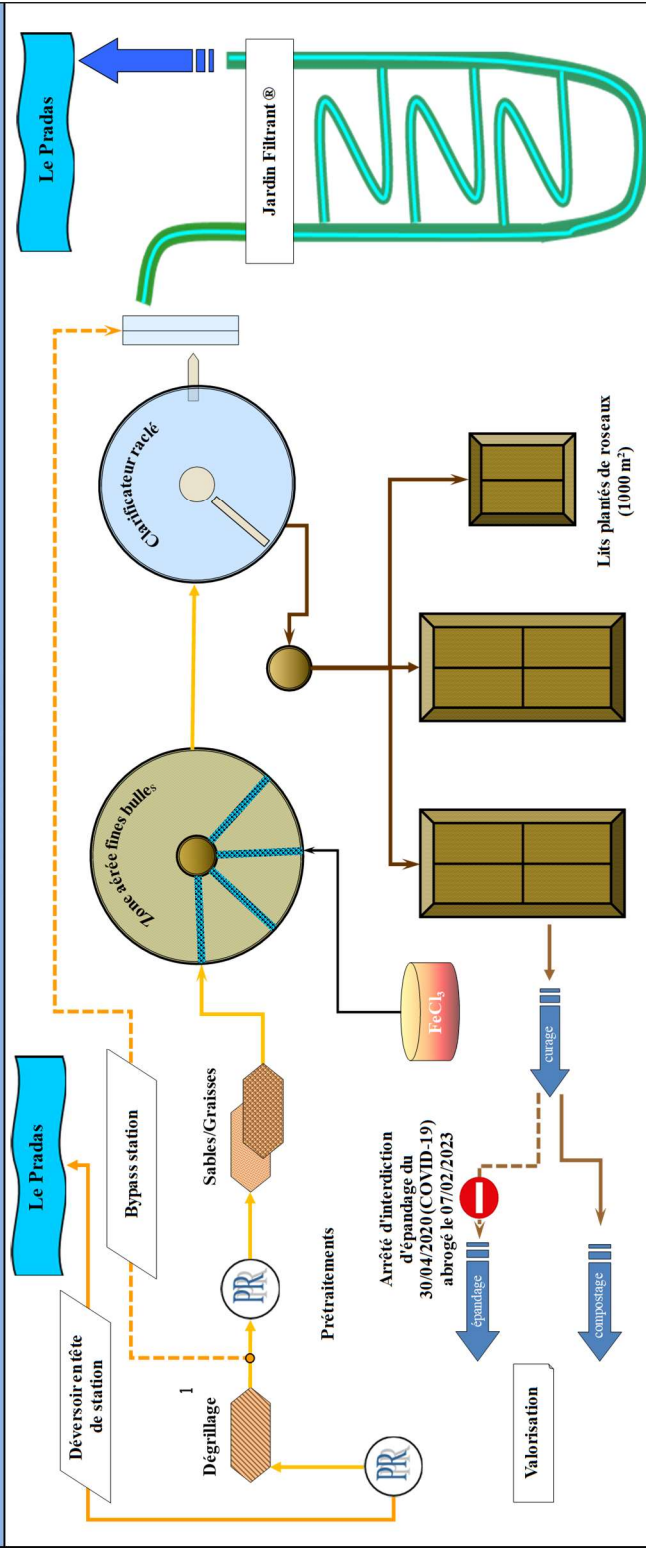 Le Pradas
Déversoir en tête
de station
Bypass station
1
Dégrillage
PR
PR
Prétraitements
Sables/Graisses
Zone aérée fines bulles
Clarificateur raclé
FeCl₃
Le Pradas
Jardin Filtrant ®
Lits plantés de roseaux
(1000 m²)
curage
Arrêté d'interdiction
d'épandage du
30/04/2020 (COVID-19)
abrogé le 07/02/2023
épandage
compostage
Valorisation